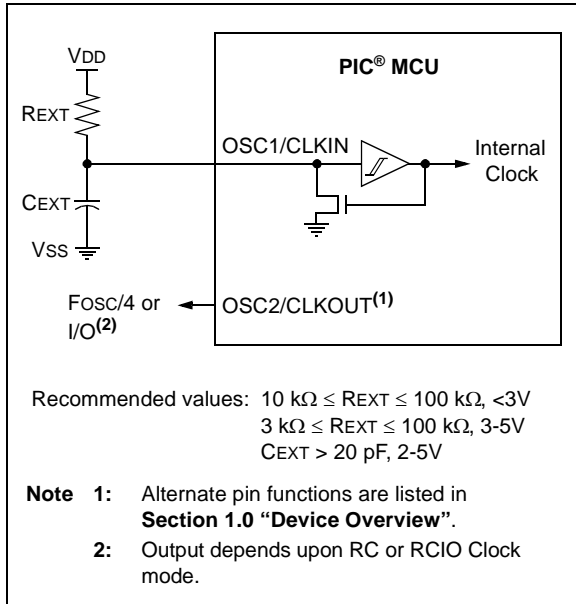 VDD
PIC® MCU
REXT
OSC1/CLKIN
Internal
Clock
CEXT
VSS
FOSC/4 or
I/O(2)
OSC2/CLKOUT(1)
Recommended values: 10 kΩ ≤ REXT ≤ 100 kΩ, <3V
3 kΩ ≤ REXT ≤ 100 kΩ, 3-5V
CEXT > 20 pF, 2-5V
Note 1: Alternate pin functions are listed in
Section 1.0 “Device Overview”.
2: Output depends upon RC or RCIO Clock
mode.